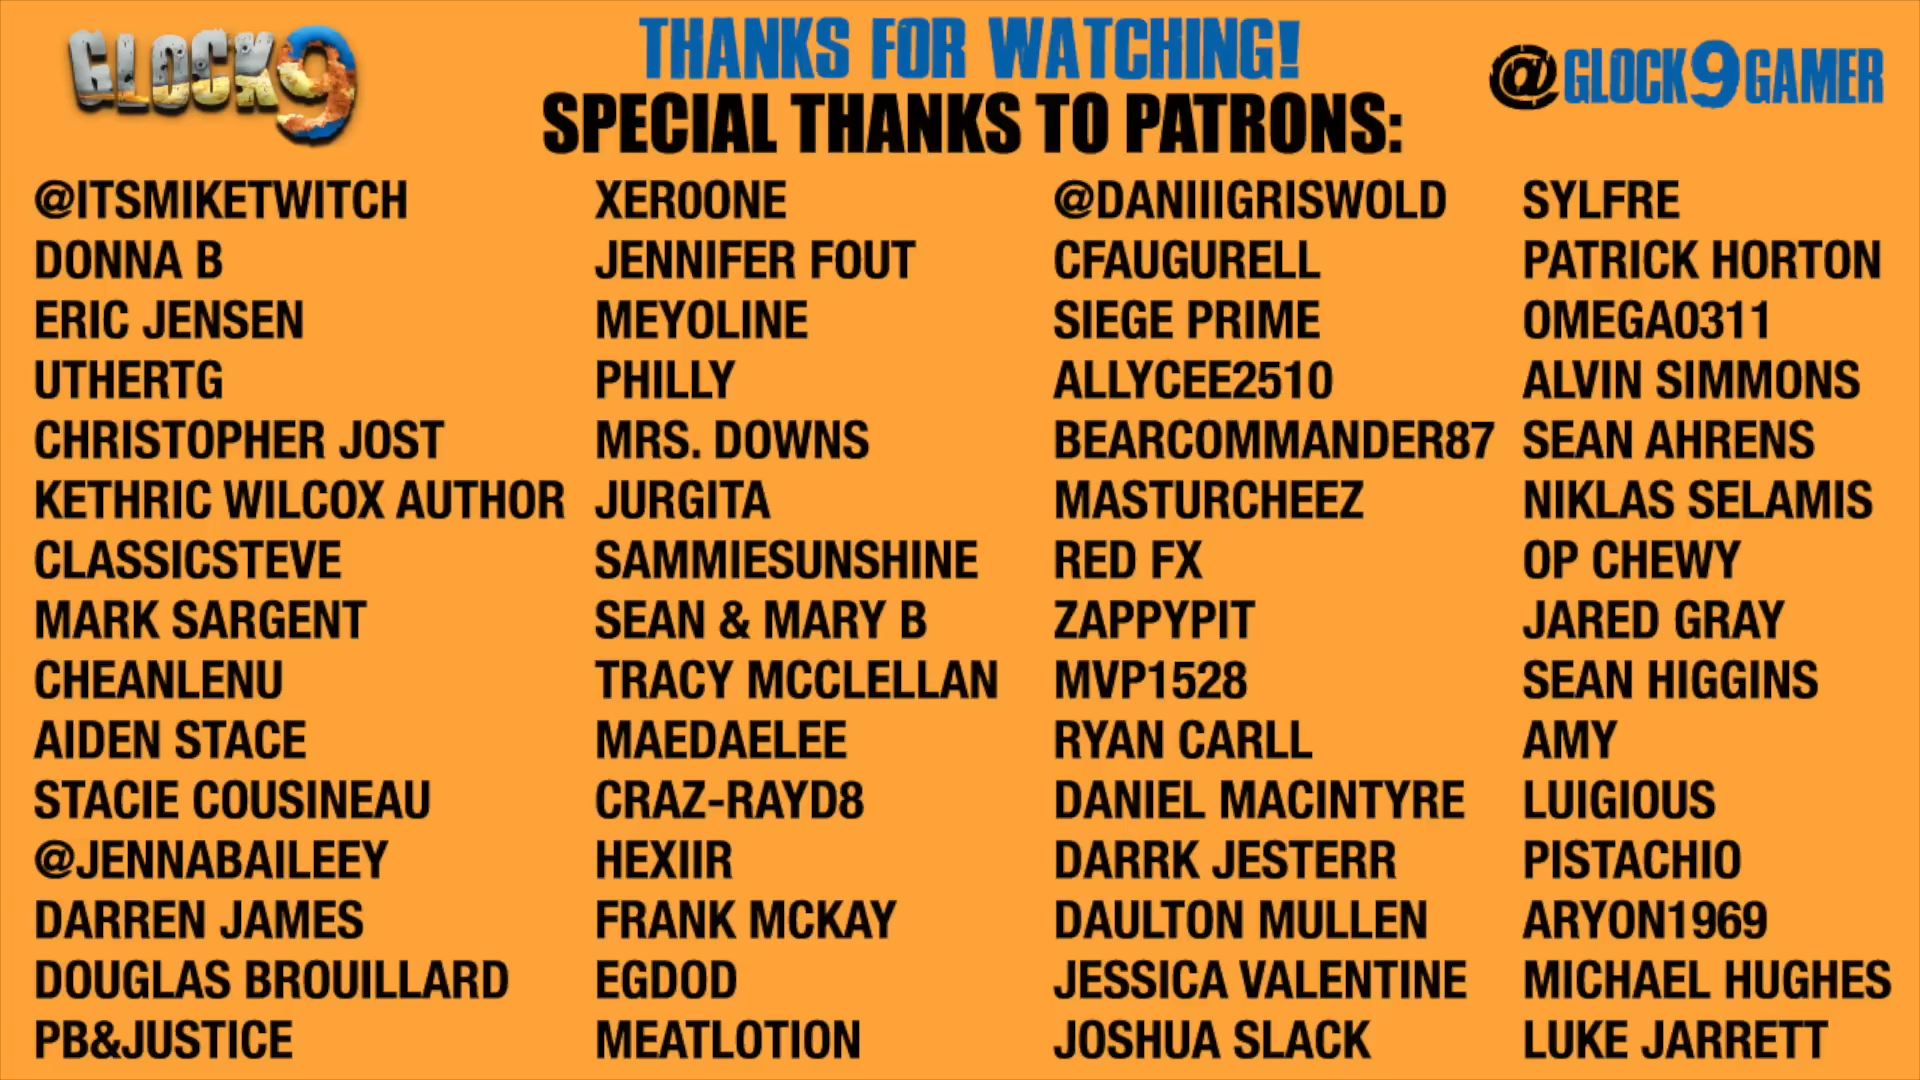 GLOCK9
THANKS FOR WATCHING!
@GLOCK9GAMER
SPECIAL THANKS TO PATRONS:
@ITSMIKETWITCH
DONNA B
ERIC JENSEN
UTHERTG
CHRISTOPHER JOST
KETHRIC WILCOX AUTHOR
CLASSICSTEVE
MARK SARGENT
CHEANLENU
AIDEN STACE
STACIE COUSINEAU
@JENNABAILEEY
DARREN JAMES
DOUGLAS BROUILLARD
PB&JUSTICE
XER0ONE
JENNIFER FOUT
MEYOLINE
PHILLY
MRS. DOWNS
JURGITA
SAMMIESUNSHINE
SEAN & MARY B
TRACY MCCLELLAN
MAEDAELEE
CRAZ-RAYD8
HEXIIR
FRANK MCKAY
EGDOD
MEATLOTION
@DANIIIGRISWOLD
CFAUGURELL
SIEGE PRIME
ALLYCEE2510
BEARCOMMANDER87
MASTURCHEEZ
RED FX
ZAPPYPIT
MVP1528
RYAN CARLL
DANIEL MACINTYRE
DARRK JESTERR
DAULTON MULLEN
JESSICA VALENTINE
JOSHUA SLACK
SYLFRE
PATRICK HORTON
OMEGA0311
ALVIN SIMMONS
SEAN AHRENS
NIKLAS SELAMIS
OP CHEWY
JARED GRAY
SEAN HIGGINS
AMY
LUIGIOUS
PISTACHIO
ARYON1969
MICHAEL HUGHES
LUKE JARRETT